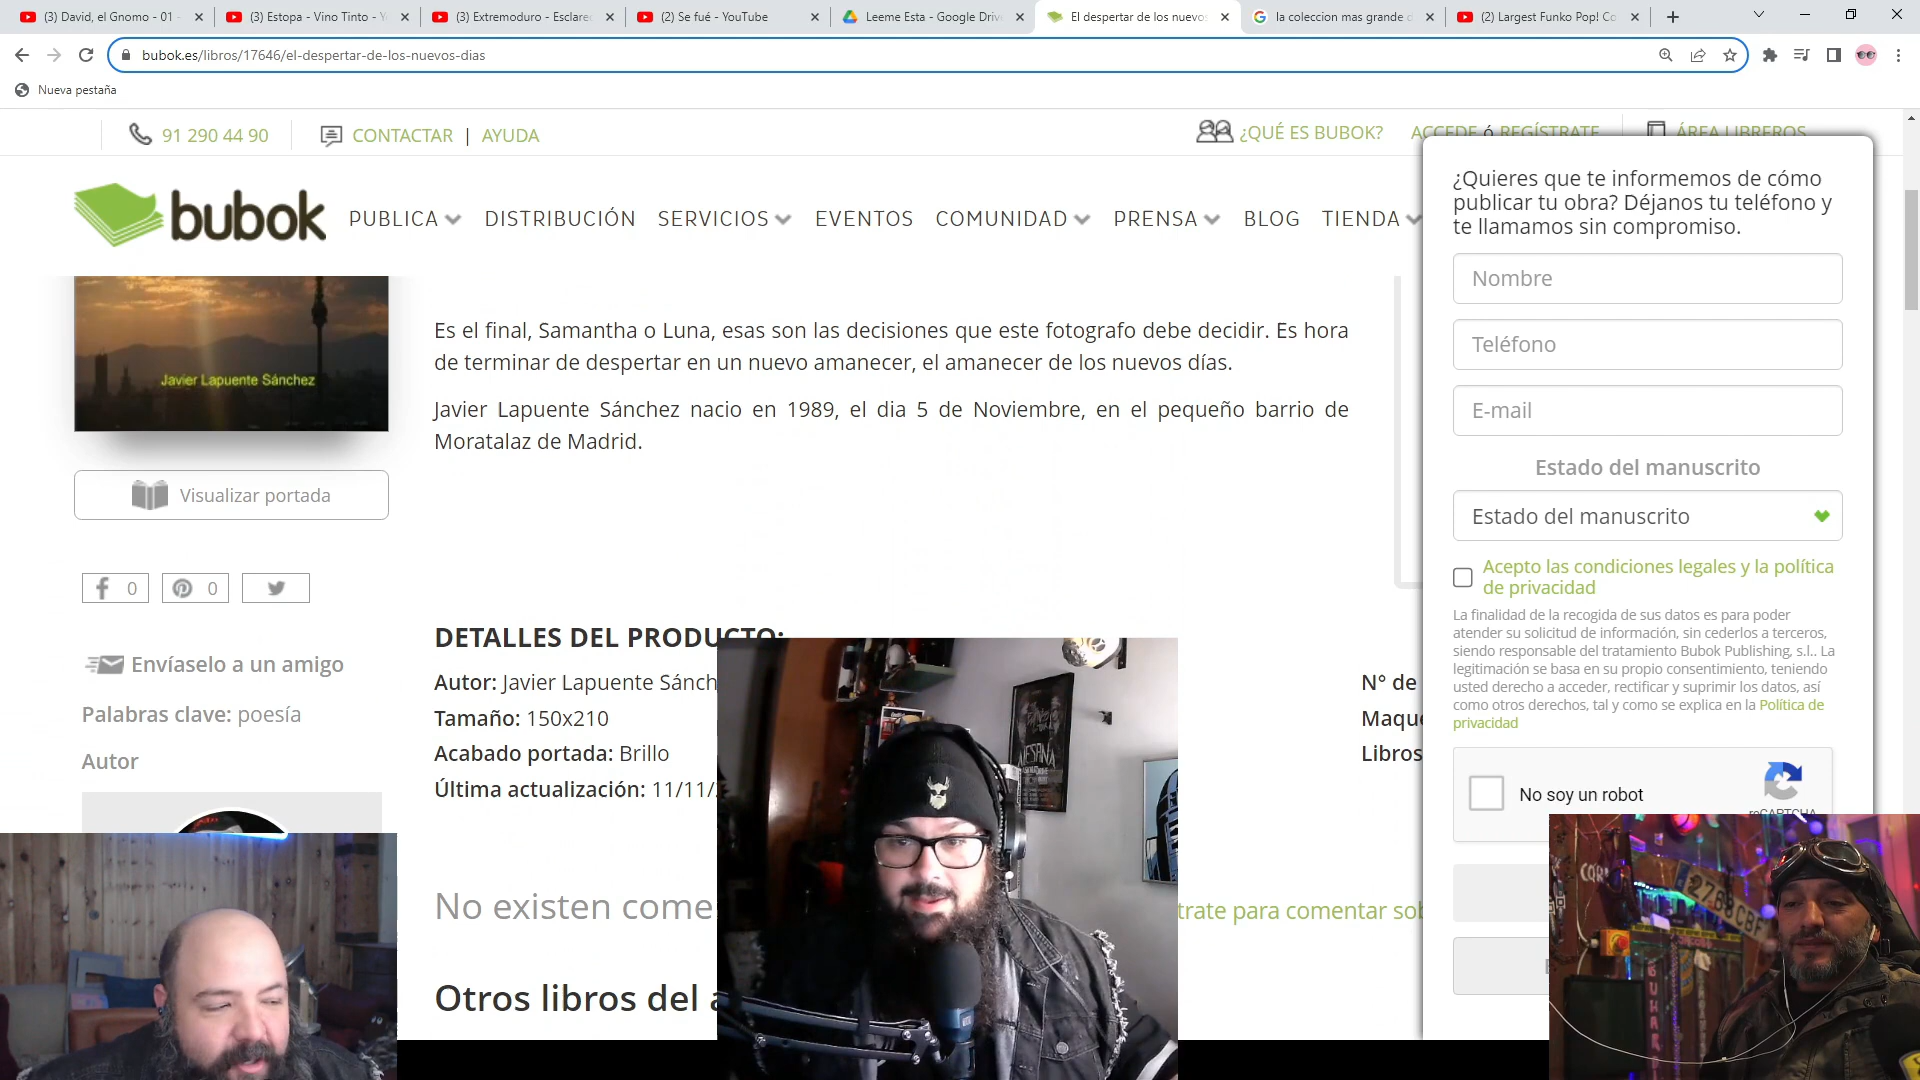 (3) David, el Gnomo - 01 -
(3) Estopa - Vino Tinto - Y
(3) Extremoduro - Esclare
(2) Se fué - YouTube
Leeme Esta - Google Driv
El despertar de los nuevos
la coleccion mas grande d
(2) Largest Funko Pop! Co
bubok.es/libros/17646/el-despertar-de-los-nuevos-dias
Nueva pestaña
91 290 44 90
CONTACTAR | AYUDA
¿QUÉ ES BUBOK?
ACCEDE ó REGÍSTRATE
ÁREA LIBREROS
bubok
PUBLICA
DISTRIBUCIÓN
SERVICIOS
EVENTOS
COMUNIDAD
PRENSA
BLOG
TIENDA
¿Quieres que te informemos de cómo
publicar tu obra? Déjanos tu teléfono y
te llamamos sin compromiso.
Nombre
Teléfono
E-mail
Estado del manuscrito
Estado del manuscrito
Acepto las condiciones legales y la política
de privacidad
La finalidad de la recogida de sus datos es para poder
atender su solicitud de información, sin cederlos a terceros,
siendo responsable del tratamiento Bubok Publishing, s.l.. La
legitimación se basa en su propio consentimiento, teniendo
usted derecho a acceder, rectificar y suprimir los datos, así
como otros derechos, tal y como se explica en la Política de
privacidad
No soy un robot
reCAPTCHA
Javier Lapuente Sánchez
Visualizar portada
0
0
Envíaselo a un amigo
Palabras clave: poesía
Autor
Es el final, Samantha o Luna, esas son las decisiones que este fotografo debe decidir. Es hora
de terminar de despertar en un nuevo amanecer, el amanecer de los nuevos días.
Javier Lapuente Sánchez nacio en 1989, el dia 5 de Noviembre, en el pequeño barrio de
Moratalaz de Madrid.
DETALLES DEL PRODUCTO:
Autor: Javier Lapuente Sánch
Tamaño: 150x210
Acabado portada: Brillo
Última actualización: 11/11/
N° de
Maque
Libros
No existen come
trate para comentar sob
Otros libros del a